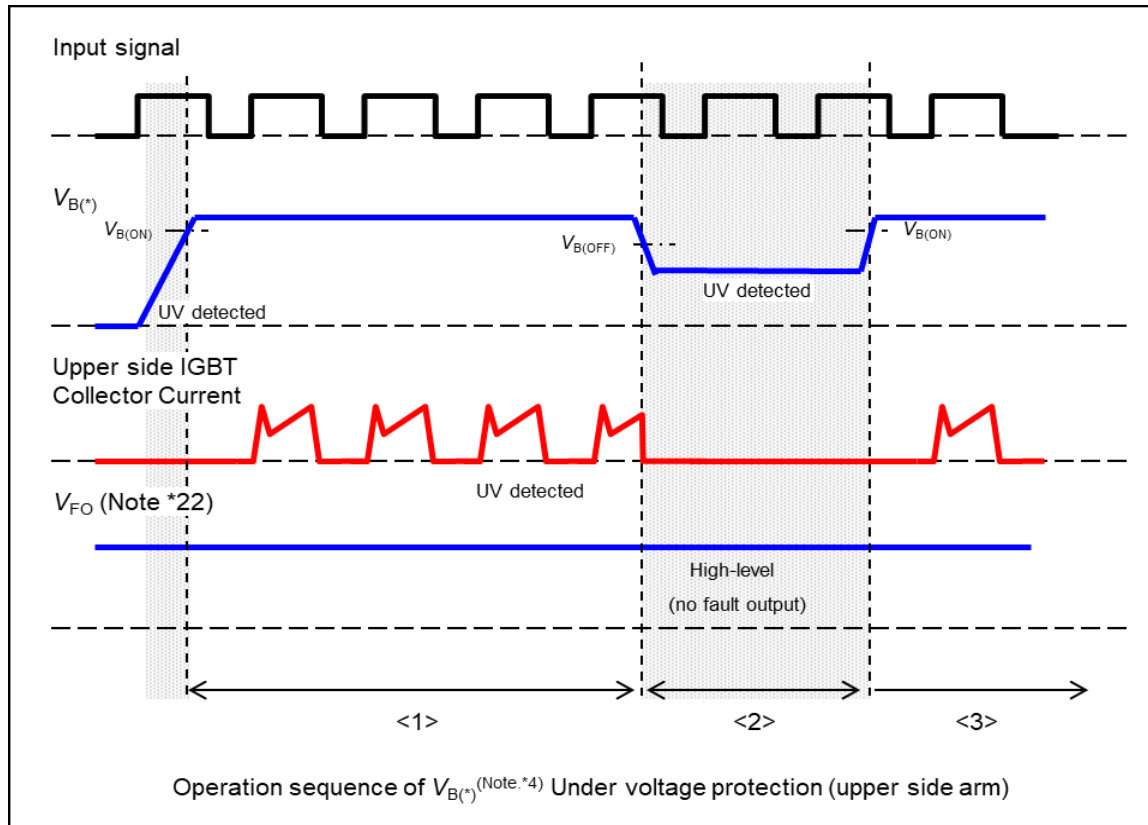 Input signal
VB(*)
VB(ON)
VB(OFF)
VB(ON)
UV detected
UV detected
Upper side IGBT
Collector Current
UV detected
VFO (Note *22)
High-level
(no fault output)
<1>
<2>
<3>
Operation sequence of VB(*)(Note.*4) Under voltage protection (upper side arm)